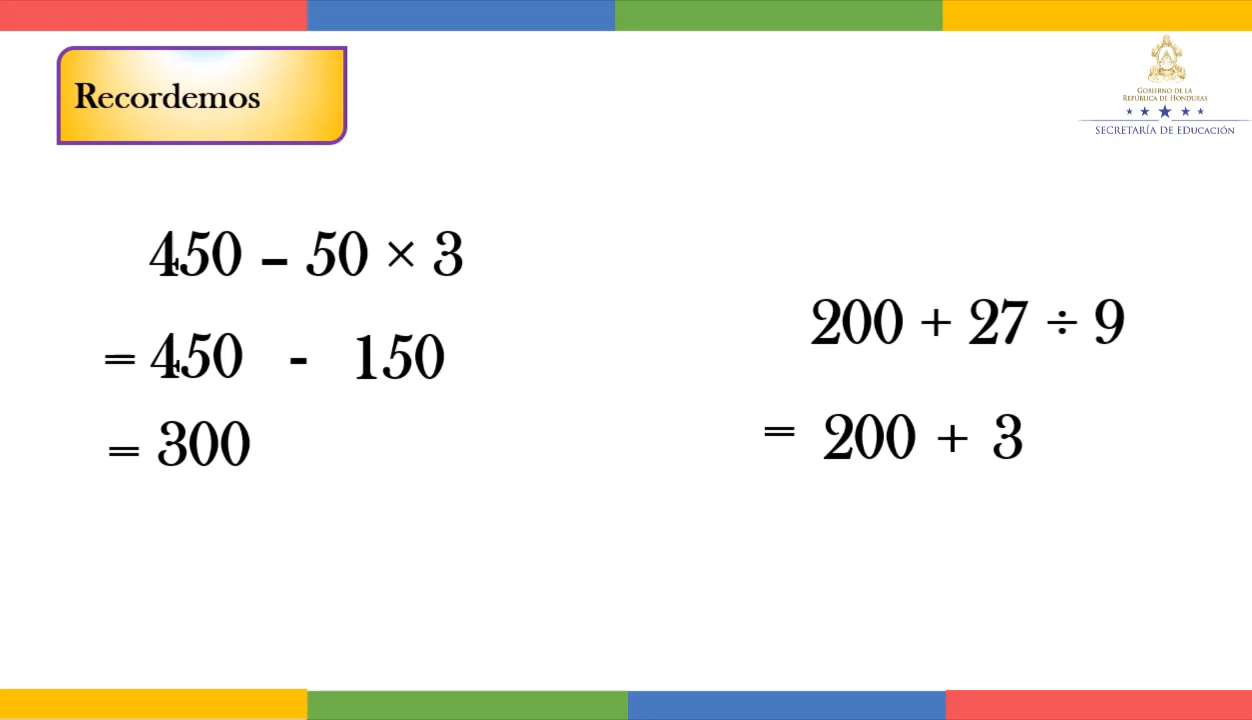 Recordemos
GOBIERNO DE LA
REPÚBLICA DE HONDURAS
SECRETARÍA DE EDUCACIÓN
450 – 50 × 3
= 450 - 150
= 300
200 + 27 ÷ 9
= 200 + 3